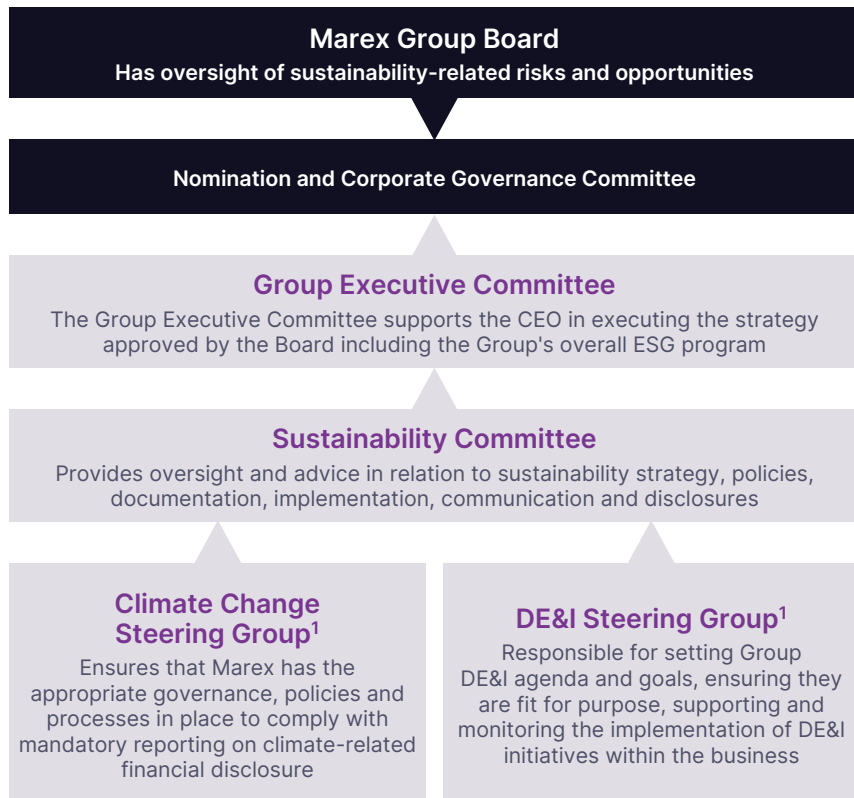 Marex Group Board
Has oversight of sustainability-related risks and opportunities
Nomination and Corporate Governance Committee
Group Executive Committee
The Group Executive Committee supports the CEO in executing the strategy
approved by the Board including the Group's overall ESG program
Sustainability Committee
Provides oversight and advice in relation to sustainability strategy, policies,
documentation, implementation, communication and disclosures
Climate Change
Steering Group¹
Ensures that Marex has the
appropriate governance, policies and
processes in place to comply with
mandatory reporting on climate-related
financial disclosure
DE&I Steering Group¹
Responsible for setting Group
DE&I agenda and goals, ensuring they
are fit for purpose, supporting and
monitoring the implementation of DE&I
initiatives within the business